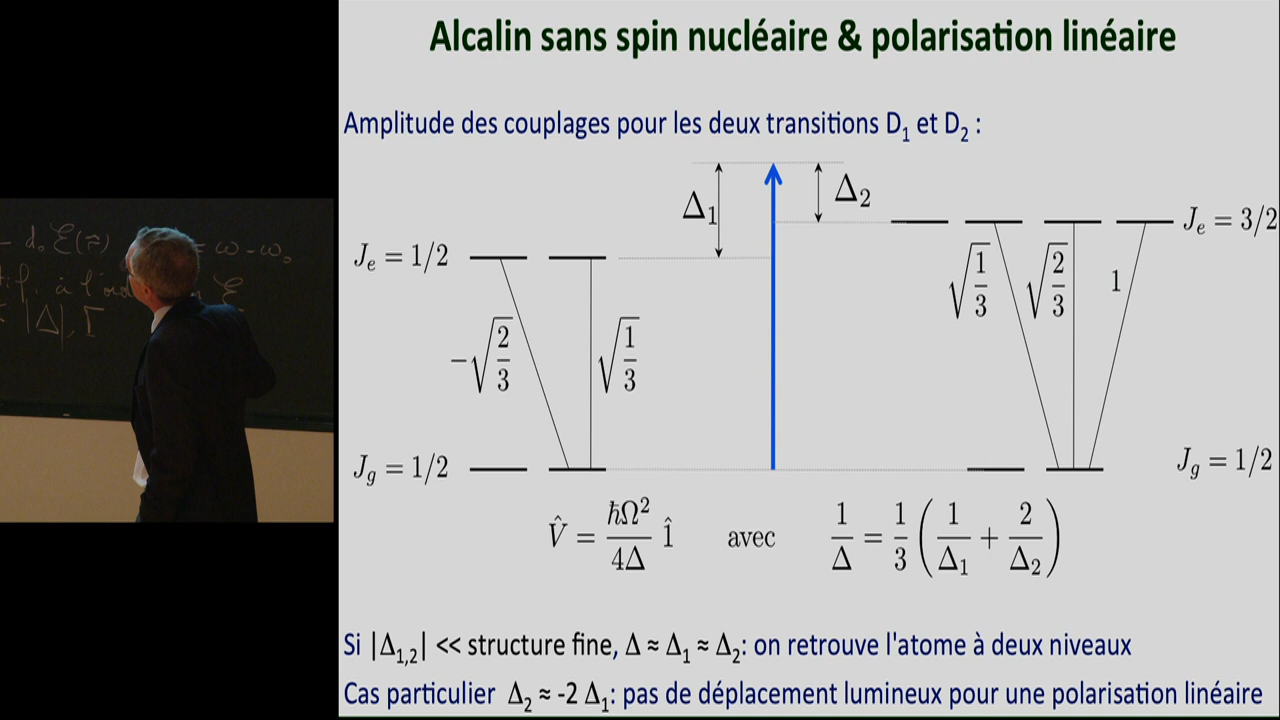 Alcalin sans spin nucléaire & polarisation linéaire
Amplitude des couplages pour les deux transitions D₁ et D₂ :
Δ₁
Δ₂
Jₑ = 1/2
Jₑ = 3/2
−√(2/3)
√(1/3)
√(1/3)
√(2/3)
1
J_g = 1/2
J_g = 1/2
V̂ = ħΩ²/4Δ 1̂ avec 1/Δ = 1/3 (1/Δ₁ + 2/Δ₂)
Si |Δ₁,₂| << structure fine, Δ ≈ Δ₁ ≈ Δ₂: on retrouve l'atome à deux niveaux
Cas particulier Δ₂ ≈ -2 Δ₁: pas de déplacement lumineux pour une polarisation linéaire
= ω - ω₀
à l'
|Δ|, Γ